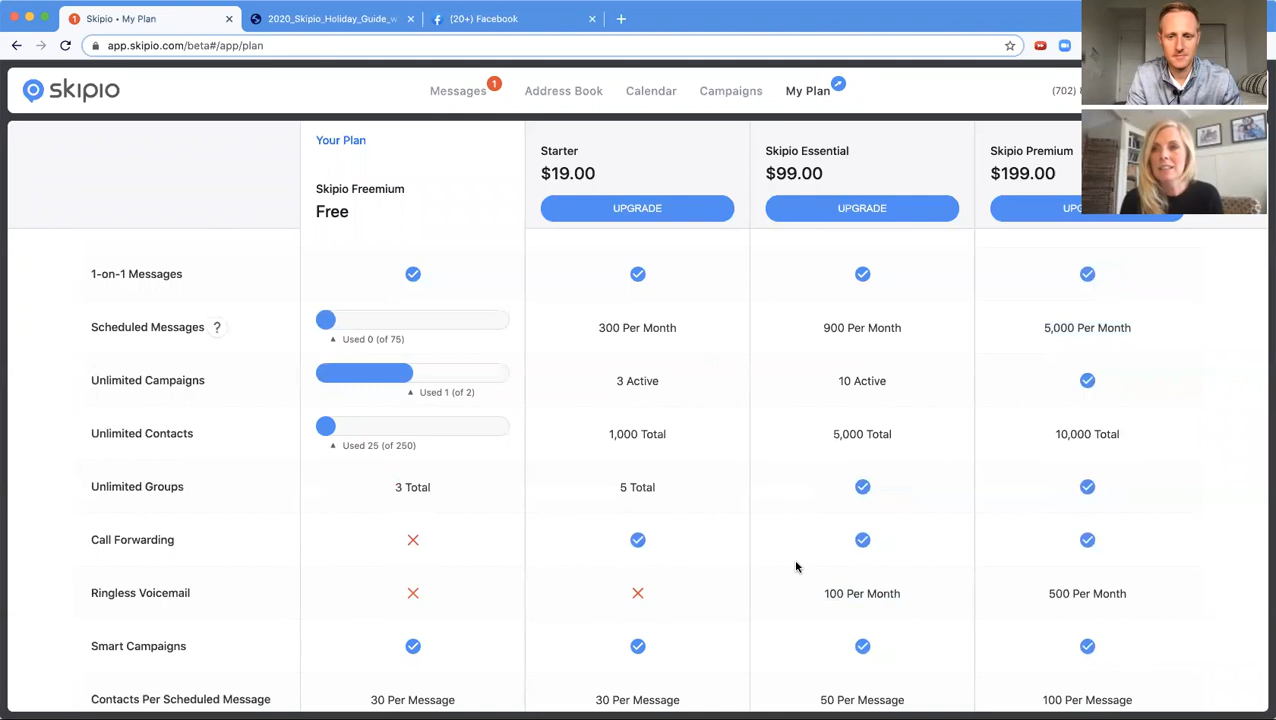 Skipio • My Plan
2020_Skipio_Holiday_Guide_w
(20+) Facebook
app.skipio.com/beta#/app/plan
skipio
Messages 1
Address Book
Calendar
Campaigns
My Plan
(702)
Your Plan
Skipio Freemium
Free
Starter
$19.00
UPGRADE
Skipio Essential
$99.00
UPGRADE
Skipio Premium
$199.00
1-on-1 Messages
Scheduled Messages ?
Used 0 (of 75)
300 Per Month
900 Per Month
5,000 Per Month
Unlimited Campaigns
Used 1 (of 2)
3 Active
10 Active
Unlimited Contacts
Used 25 (of 250)
1,000 Total
5,000 Total
10,000 Total
Unlimited Groups
3 Total
5 Total
Call Forwarding
Ringless Voicemail
100 Per Month
500 Per Month
Smart Campaigns
Contacts Per Scheduled Message
30 Per Message
30 Per Message
50 Per Message
100 Per Message